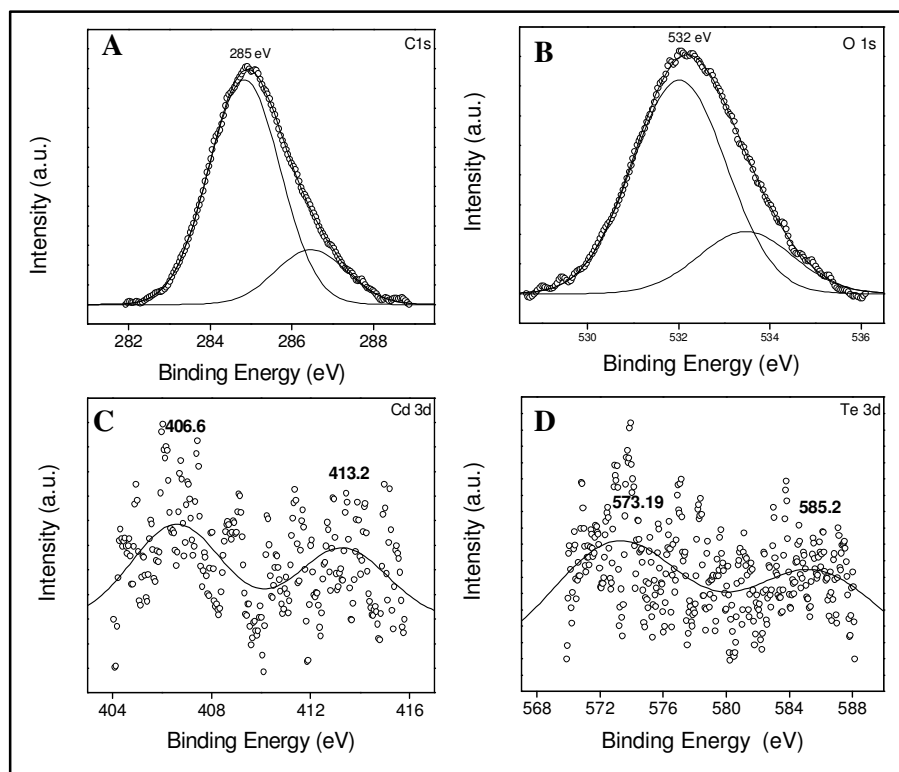 A
C1s
285 eV
Intensity (a.u.)
282 284 286 288
Binding Energy (eV)
B
O 1s
532 eV
Intensity (a.u.)
530 532 534 536
Binding Energy (eV)
C
Cd 3d
406.6
413.2
Intensity (a.u.)
404 408 412 416
Binding Energy (eV)
D
Te 3d
573.19
585.2
Intensity (a.u.)
568 572 576 580 584 588
Binding Energy (eV)